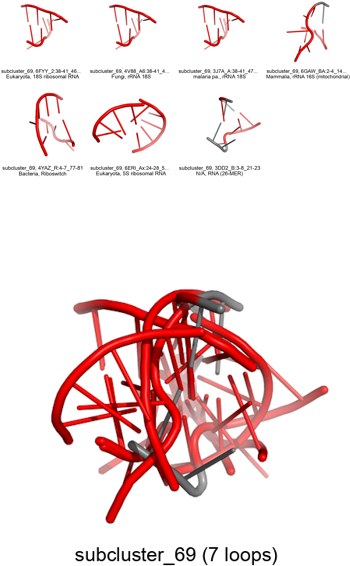 subcluster_69, 6FYY_2:38-41_46...
Eukaryota, 18S ribosomal RNA
subcluster_69, 4V88_A6:38-41_4...
Fungi, rRNA 18S
subcluster_69, 3J7A_A:38-41_47...
malaria pa., rRNA 18S
subcluster_69, 6GAW_BA:2-4_14...
Mammalia, rRNA 16S (mitochondrial)
subcluster_69, 4YAZ_R:4-7_77-81
Bacteria, Riboswitch
subcluster_69, 6ERI_Ax:24-28_5...
Eukaryota, 5S ribosomal RNA
subcluster_69, 3DD2_B:3-8_21-23
N/A, RNA (26-MER)
subcluster_69 (7 loops)